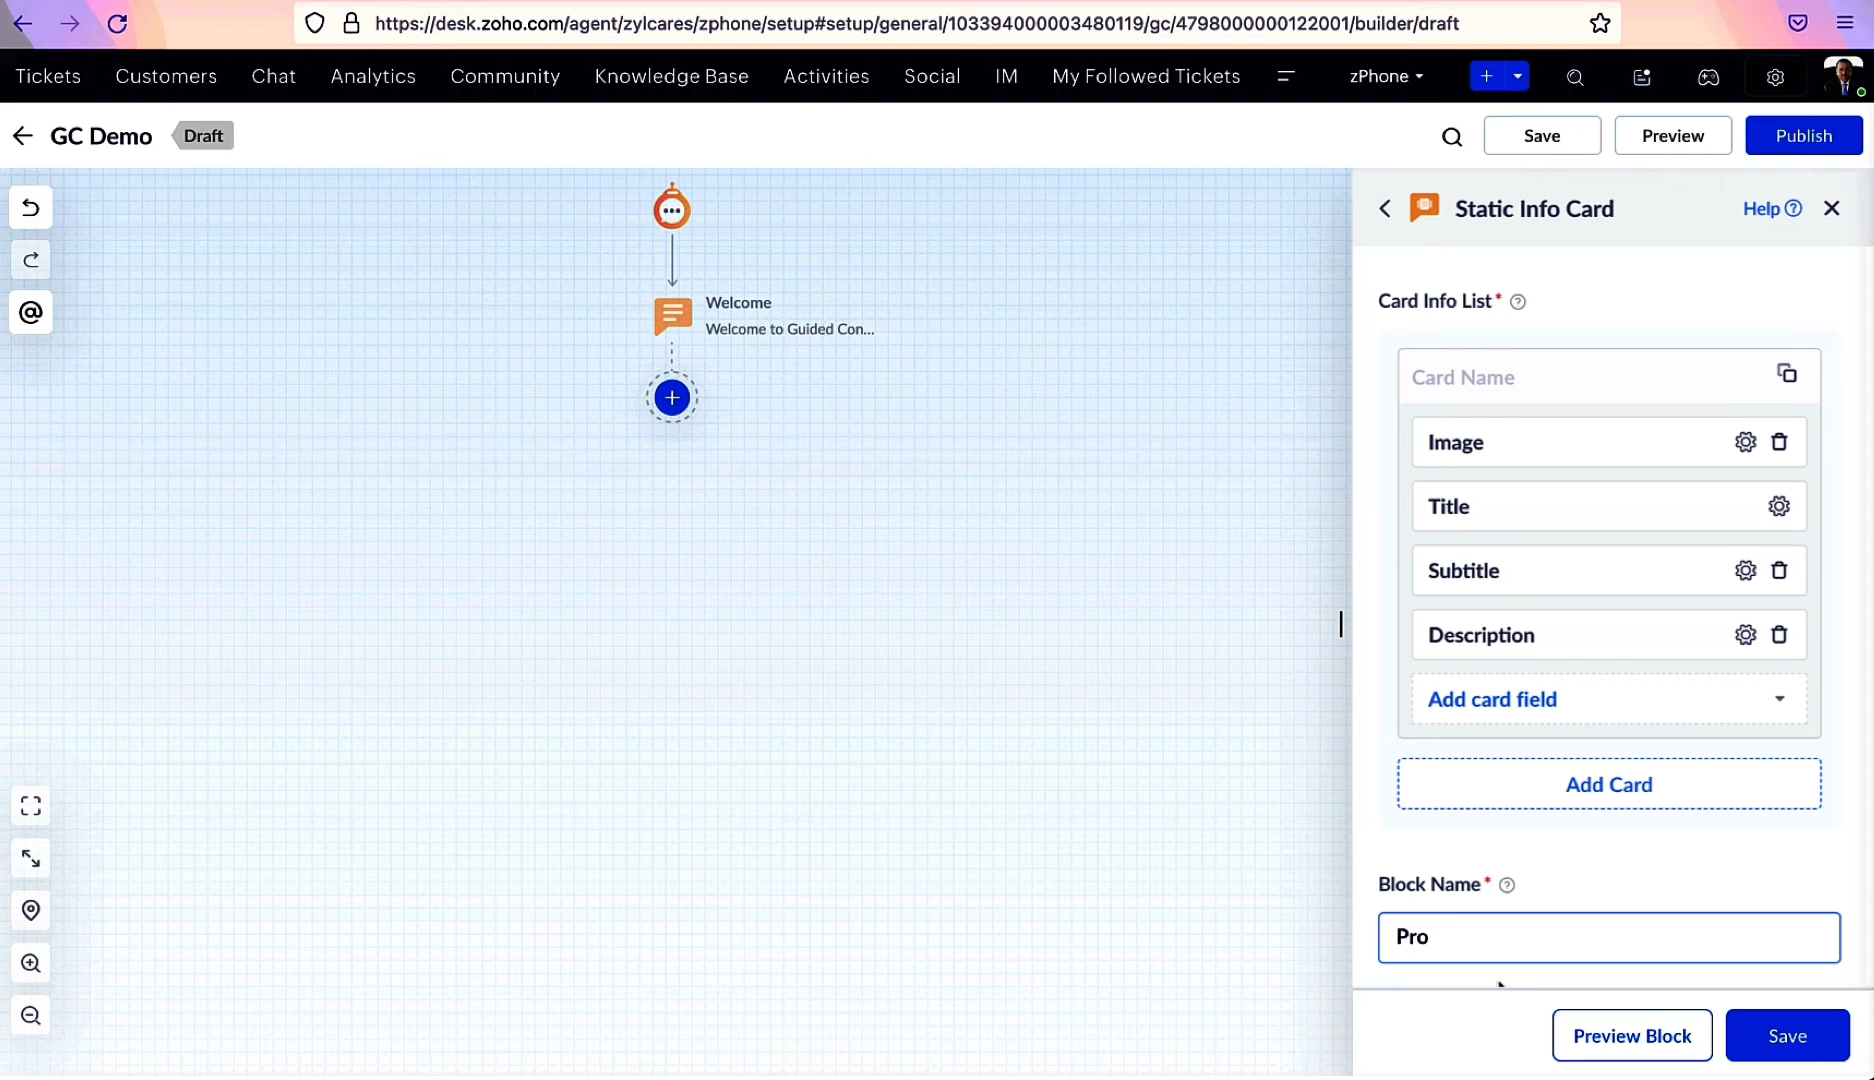 https://desk.zoho.com/agent/zylcares/zphone/setup#setup/general/103394000003480119/gc/4798000000122001/builder/draft
Tickets Customers Chat Analytics Community Knowledge Base Activities Social IM My Followed Tickets zPhone
GC Demo Draft Save Preview Publish
Static Info Card Help
Welcome
Welcome to Guided Con...
Card Info List*
Card Name
Image
Title
Subtitle
Description
Add card field
Add Card
Block Name*
Pro
Preview Block Save